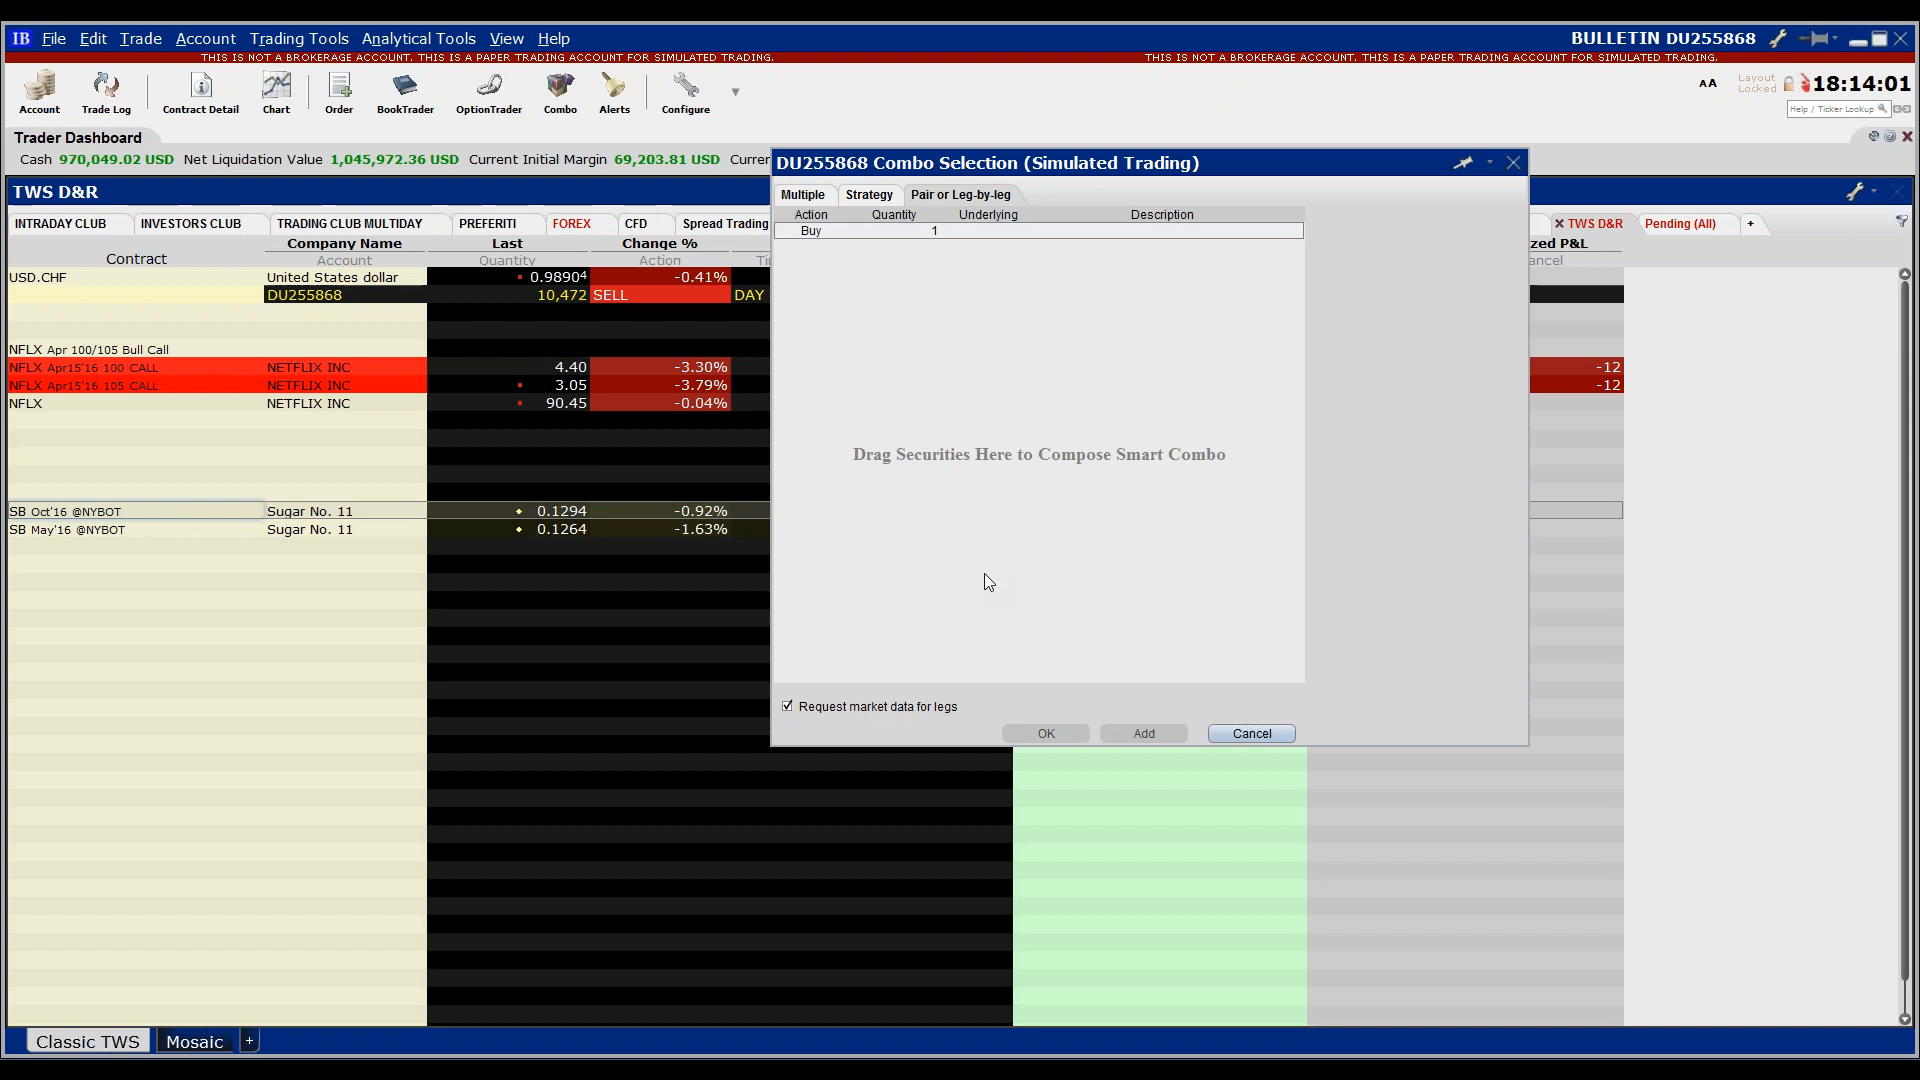 IB File Edit Trade Account Trading Tools Analytical Tools View Help BULLETIN DU255868
THIS IS NOT A BROKERAGE ACCOUNT. THIS IS A PAPER TRADING ACCOUNT FOR SIMULATED TRADING. THIS IS NOT A BROKERAGE ACCOUNT. THIS IS A PAPER TRADING ACCOUNT FOR SIMULATED TRADING.
Account Trade Log Contract Detail Chart Order BookTrader OptionTrader Combo Alerts Configure
AA Layout Locked 18:14:01
Help / Ticker Lookup
Trader Dashboard
Cash 970,049.02 USD Net Liquidation Value 1,045,972.36 USD Current Initial Margin 69,203.81 USD Currer
TWS D&R
INTRADAY CLUB INVESTORS CLUB TRADING CLUB MULTIDAY PREFERITI FOREX CFD Spread Trading TWS D&R Pending (All) +
Contract Company Name Last Change % zed P&L
Account Quantity Action Ti ancel
USD.CHF United States dollar 0.98904 -0.41%
DU255868 10,472 SELL DAY
NFLX Apr 100/105 Bull Call
NFLX Apr15'16 100 CALL NETFLIX INC 4.40 -3.30% -12
NFLX Apr15'16 105 CALL NETFLIX INC 3.05 -3.79% -12
NFLX NETFLIX INC 90.45 -0.04%
SB Oct'16 @NYBOT Sugar No. 11 0.1294 -0.92%
SB May'16 @NYBOT Sugar No. 11 0.1264 -1.63%
DU255868 Combo Selection (Simulated Trading)
Multiple Strategy Pair or Leg-by-leg
Action Quantity Underlying Description
Buy 1
Drag Securities Here to Compose Smart Combo
Request market data for legs
OK Add Cancel
Classic TWS Mosaic +